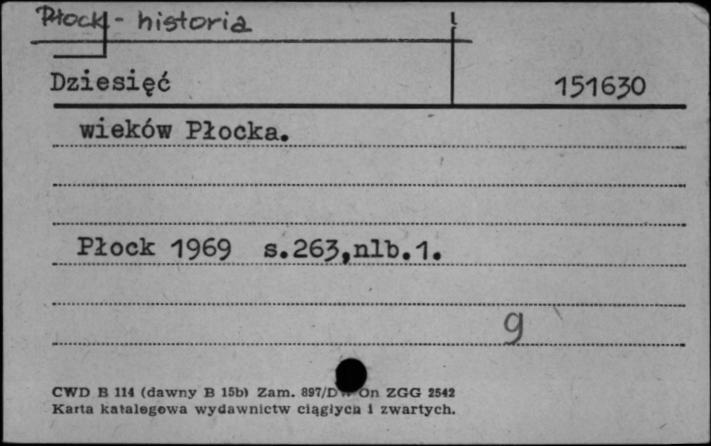 Płock - historia
Dziesięć 151630
wieków Płocka.
Płock 1969 s.263,nlb.1.
g
CWD B 114 (dawny B 15b) Zam. 897/D On ZGG 2542
Karta katalogowa wydawnictw ciągłych i zwartych.